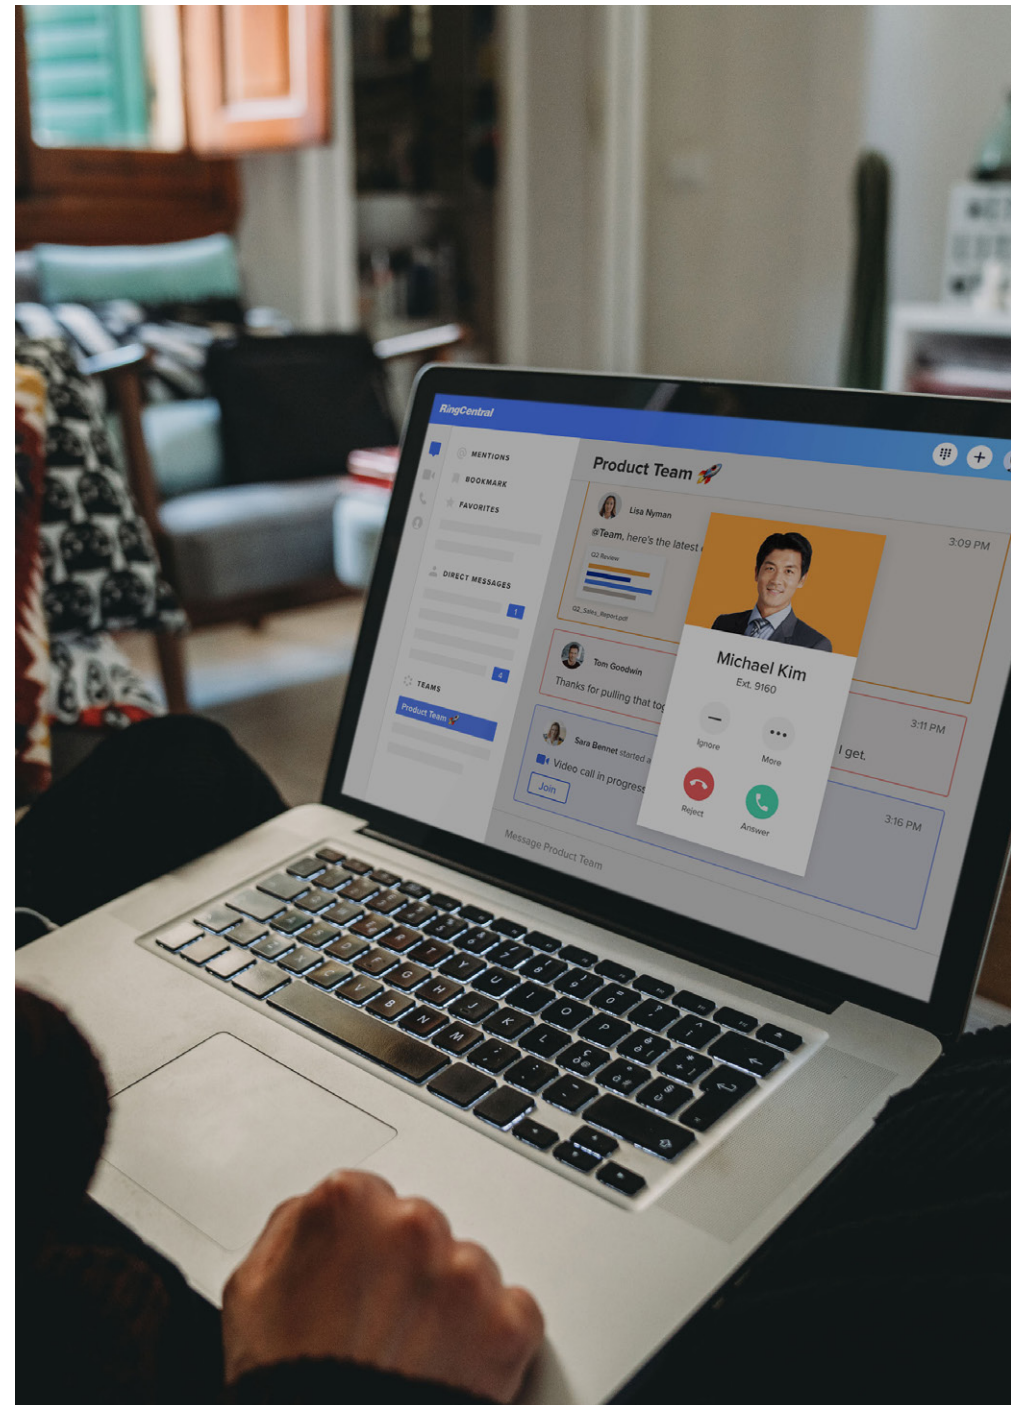 RingCentral
MENTIONS
BOOKMARK
FAVORITES
DIRECT MESSAGES
1
4
TEAMS
Product Team 🚀
Product Team 🚀
Lisa Nyman
3:09 PM
@Team, here's the latest
Q2 Review
Q2_Sales_Report.pdf
Tom Goodwin
3:11 PM
Thanks for pulling that tog
I get.
Sara Bennet started a
3:16 PM
Video call in progress
Join
Message Product Team
Michael Kim
Ext. 9160
Ignore
More
Reject
Answer